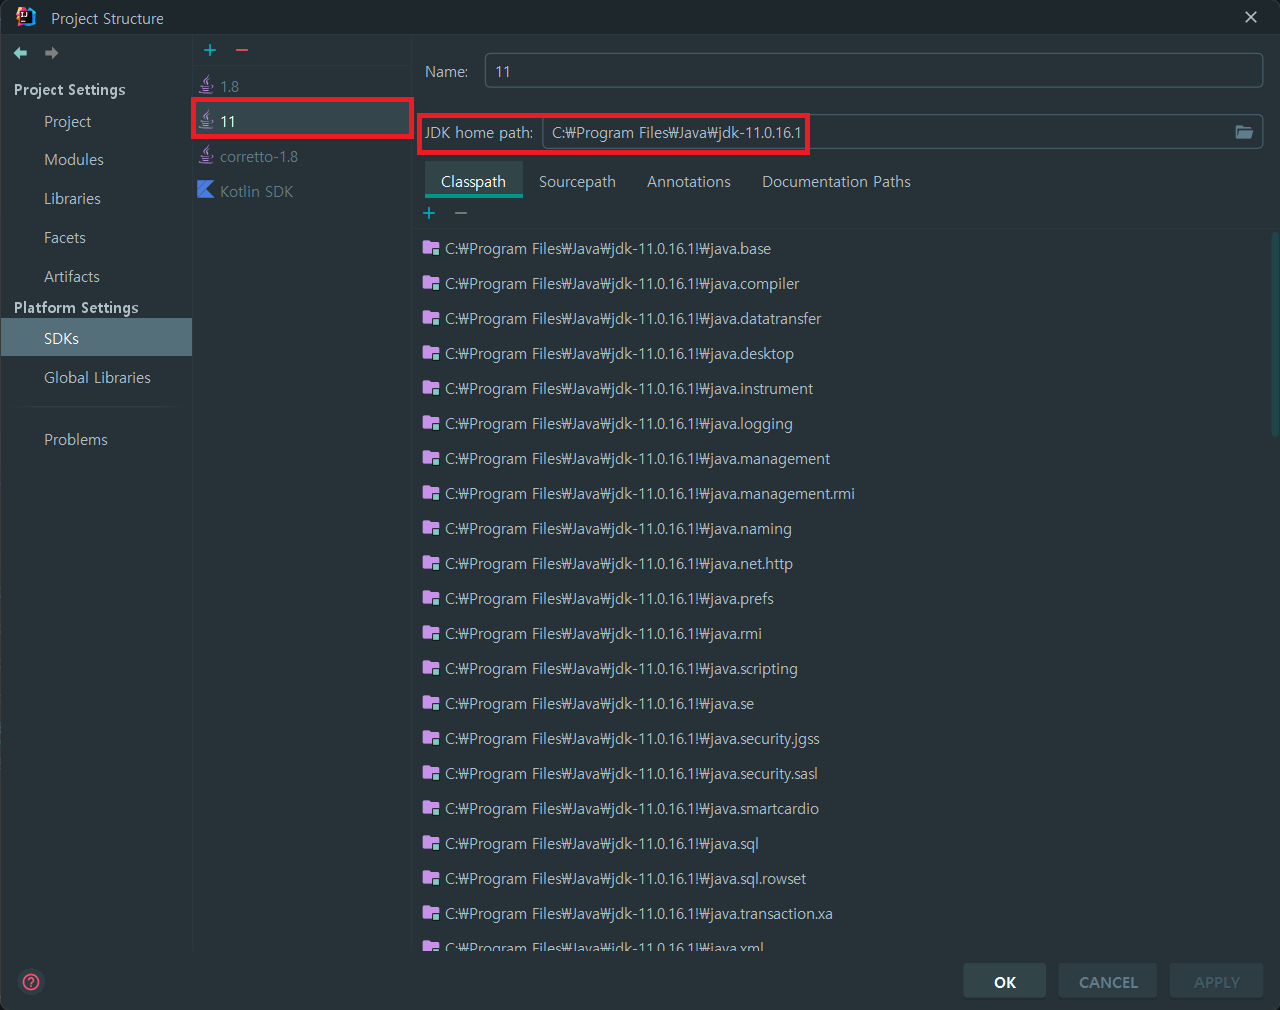 Project Structure
Project Settings
Project
Modules
Libraries
Facets
Artifacts
Platform Settings
SDKs
Global Libraries
Problems
1.8
11
corretto-1.8
Kotlin SDK
Name: 11
JDK home path: C:₩Program Files₩Java₩jdk-11.0.16.1
Classpath Sourcepath Annotations Documentation Paths
C:₩Program Files₩Java₩jdk-11.0.16.1!₩java.base
C:₩Program Files₩Java₩jdk-11.0.16.1!₩java.compiler
C:₩Program Files₩Java₩jdk-11.0.16.1!₩java.datatransfer
C:₩Program Files₩Java₩jdk-11.0.16.1!₩java.desktop
C:₩Program Files₩Java₩jdk-11.0.16.1!₩java.instrument
C:₩Program Files₩Java₩jdk-11.0.16.1!₩java.logging
C:₩Program Files₩Java₩jdk-11.0.16.1!₩java.management
C:₩Program Files₩Java₩jdk-11.0.16.1!₩java.management.rmi
C:₩Program Files₩Java₩jdk-11.0.16.1!₩java.naming
C:₩Program Files₩Java₩jdk-11.0.16.1!₩java.net.http
C:₩Program Files₩Java₩jdk-11.0.16.1!₩java.prefs
C:₩Program Files₩Java₩jdk-11.0.16.1!₩java.rmi
C:₩Program Files₩Java₩jdk-11.0.16.1!₩java.scripting
C:₩Program Files₩Java₩jdk-11.0.16.1!₩java.se
C:₩Program Files₩Java₩jdk-11.0.16.1!₩java.security.jgss
C:₩Program Files₩Java₩jdk-11.0.16.1!₩java.security.sasl
C:₩Program Files₩Java₩jdk-11.0.16.1!₩java.smartcardio
C:₩Program Files₩Java₩jdk-11.0.16.1!₩java.sql
C:₩Program Files₩Java₩jdk-11.0.16.1!₩java.sql.rowset
C:₩Program Files₩Java₩jdk-11.0.16.1!₩java.transaction.xa
C:₩Program Files₩Java₩jdk-11.0.16.1!₩java.xml
OK CANCEL APPLY